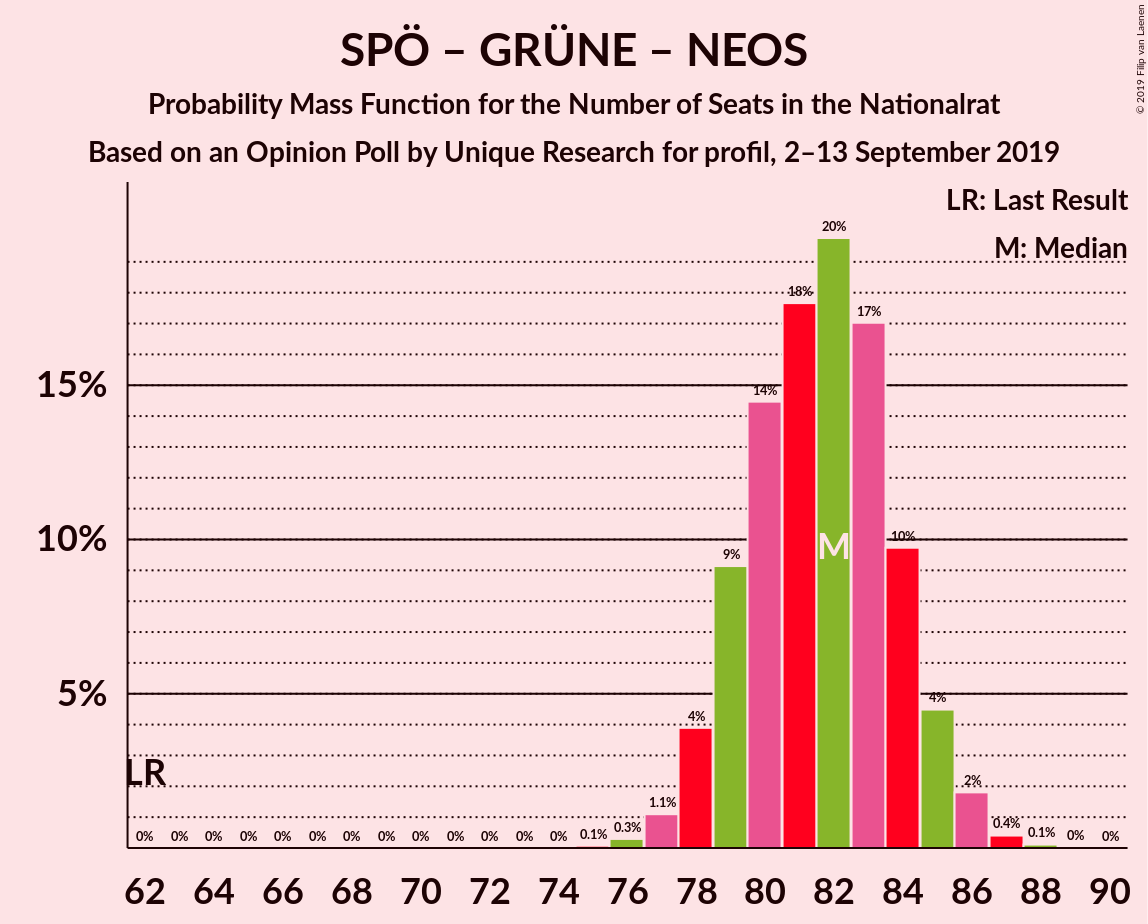 SPÖ – GRÜNE – NEOS
Probability Mass Function for the Number of Seats in the Nationalrat
Based on an Opinion Poll by Unique Research for profil, 2–13 September 2019
© 2019 Filip van Laenen
LR: Last Result
M: Median
15%
10%
5%
LR
M
0% 0% 0% 0% 0% 0% 0% 0% 0% 0% 0% 0% 0% 0.1% 0.3% 1.1% 4% 9% 14% 18% 20% 17% 10% 4% 2% 0.4% 0.1% 0% 0%
62 64 66 68 70 72 74 76 78 80 82 84 86 88 90